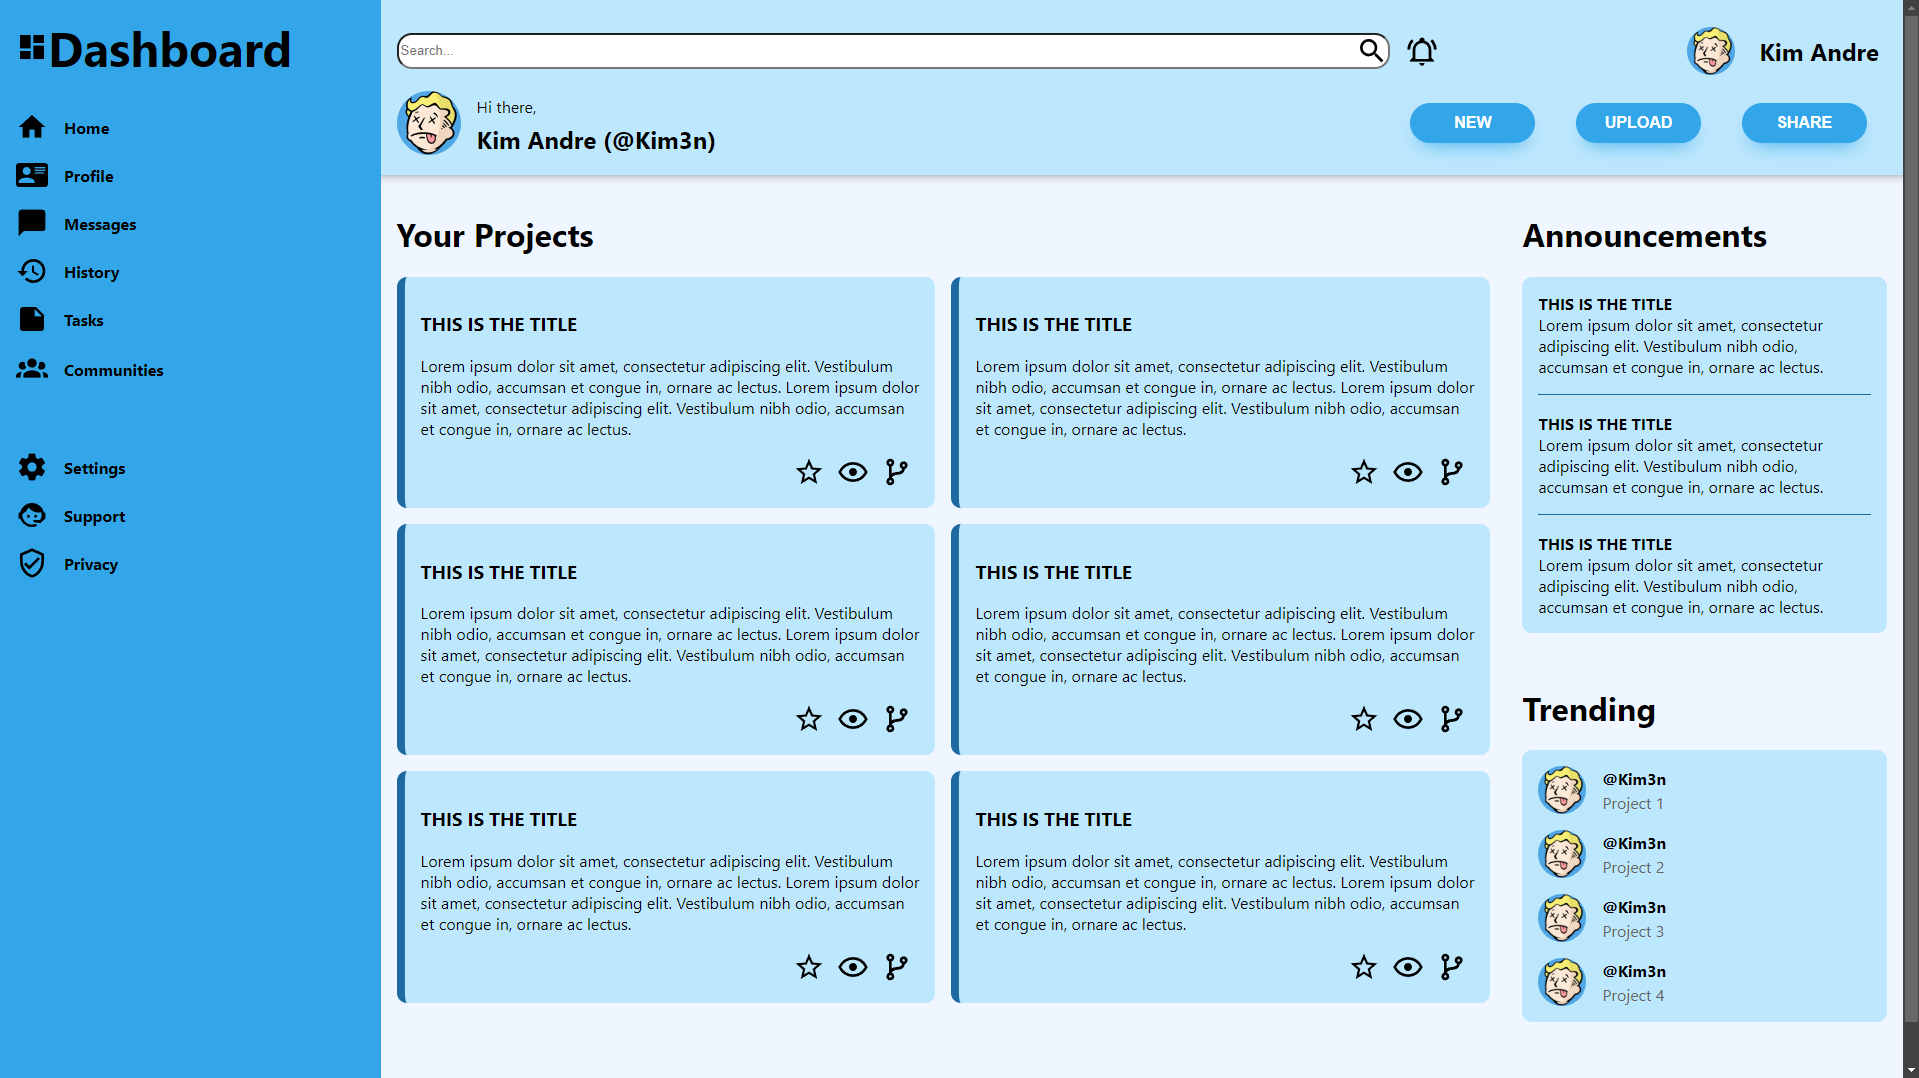 Dashboard
Home
Profile
Messages
History
Tasks
Communities
Settings
Support
Privacy
Search...
Kim Andre
Hi there,
Kim Andre (@Kim3n)
NEW
UPLOAD
SHARE
Your Projects
THIS IS THE TITLE
Lorem ipsum dolor sit amet, consectetur adipiscing elit. Vestibulum
nibh odio, accumsan et congue in, ornare ac lectus. Lorem ipsum dolor
sit amet, consectetur adipiscing elit. Vestibulum nibh odio, accumsan
et congue in, ornare ac lectus.
THIS IS THE TITLE
Lorem ipsum dolor sit amet, consectetur adipiscing elit. Vestibulum
nibh odio, accumsan et congue in, ornare ac lectus. Lorem ipsum dolor
sit amet, consectetur adipiscing elit. Vestibulum nibh odio, accumsan
et congue in, ornare ac lectus.
THIS IS THE TITLE
Lorem ipsum dolor sit amet, consectetur adipiscing elit. Vestibulum
nibh odio, accumsan et congue in, ornare ac lectus. Lorem ipsum dolor
sit amet, consectetur adipiscing elit. Vestibulum nibh odio, accumsan
et congue in, ornare ac lectus.
THIS IS THE TITLE
Lorem ipsum dolor sit amet, consectetur adipiscing elit. Vestibulum
nibh odio, accumsan et congue in, ornare ac lectus. Lorem ipsum dolor
sit amet, consectetur adipiscing elit. Vestibulum nibh odio, accumsan
et congue in, ornare ac lectus.
THIS IS THE TITLE
Lorem ipsum dolor sit amet, consectetur adipiscing elit. Vestibulum
nibh odio, accumsan et congue in, ornare ac lectus. Lorem ipsum dolor
sit amet, consectetur adipiscing elit. Vestibulum nibh odio, accumsan
et congue in, ornare ac lectus.
THIS IS THE TITLE
Lorem ipsum dolor sit amet, consectetur adipiscing elit. Vestibulum
nibh odio, accumsan et congue in, ornare ac lectus. Lorem ipsum dolor
sit amet, consectetur adipiscing elit. Vestibulum nibh odio, accumsan
et congue in, ornare ac lectus.
Announcements
THIS IS THE TITLE
Lorem ipsum dolor sit amet, consectetur
adipiscing elit. Vestibulum nibh odio,
accumsan et congue in, ornare ac lectus.
THIS IS THE TITLE
Lorem ipsum dolor sit amet, consectetur
adipiscing elit. Vestibulum nibh odio,
accumsan et congue in, ornare ac lectus.
THIS IS THE TITLE
Lorem ipsum dolor sit amet, consectetur
adipiscing elit. Vestibulum nibh odio,
accumsan et congue in, ornare ac lectus.
Trending
@Kim3n
Project 1
@Kim3n
Project 2
@Kim3n
Project 3
@Kim3n
Project 4